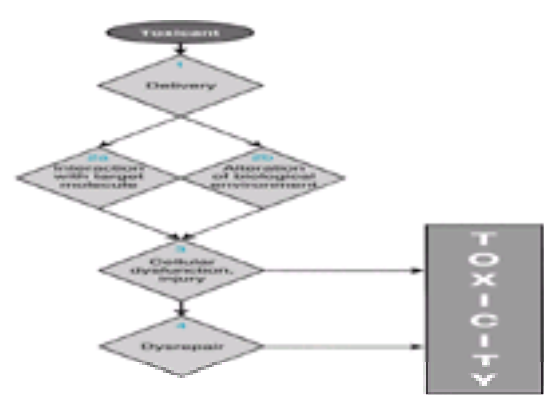 Toxicant
1
Delivery
2a
Interaction
with target
molecule
2b
Alteration
of biological
environment
3
Cellular
dysfunction,
injury
4
Dysrepair
TOXICITY